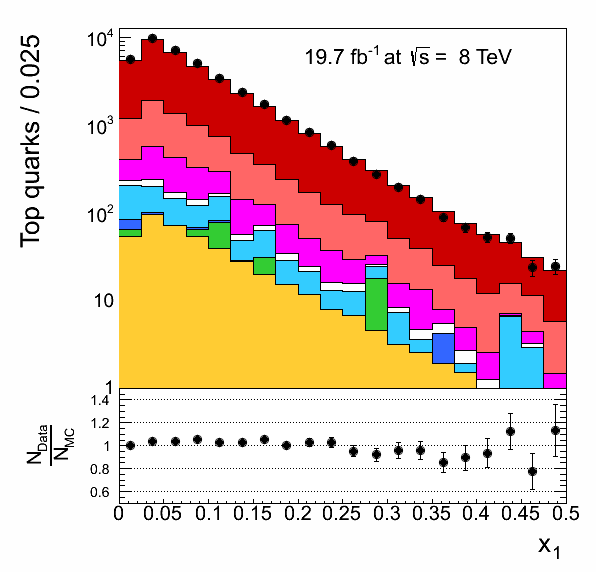 19.7 fb⁻¹ at √s = 8 TeV
Top quarks / 0.025
10⁴
10³
10²
10
1
N_Data
N_MC
1.4
1.2
1
0.8
0.6
0 0.05 0.1 0.15 0.2 0.25 0.3 0.35 0.4 0.45 0.5
x₁